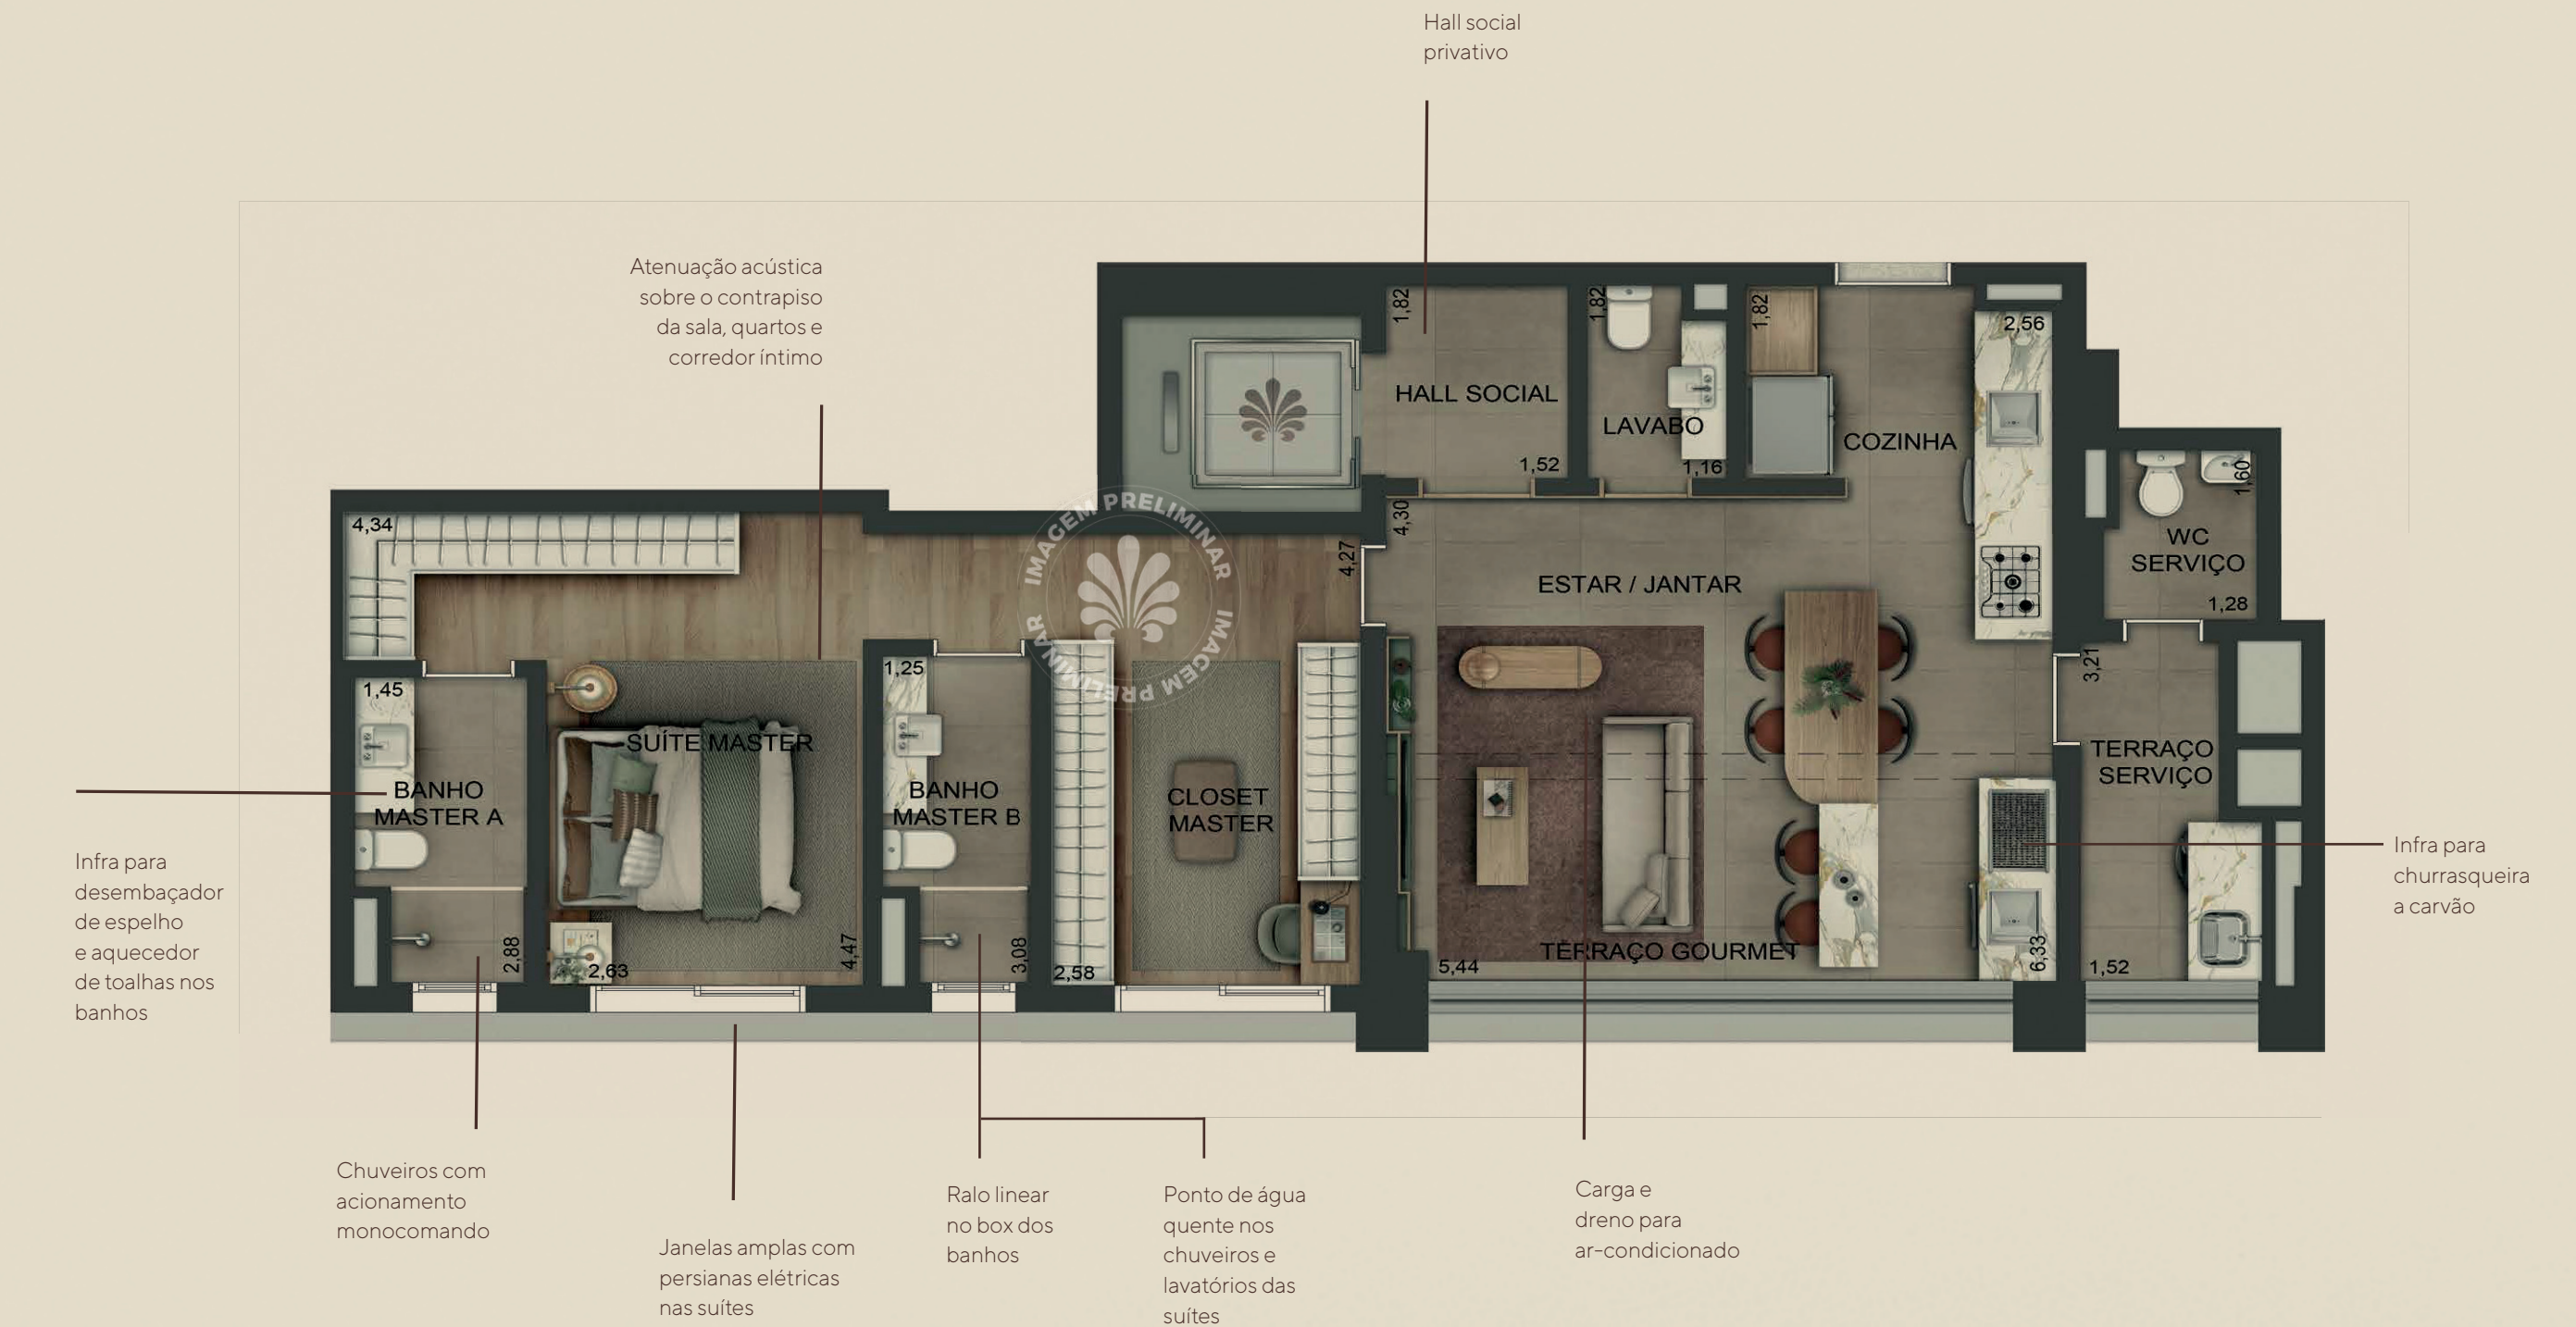 Hall social
privativo
Atenuação acústica
sobre o contrapiso
da sala, quartos e
corredor íntimo
1,82
1,82
1,82
2,56
HALL SOCIAL
LAVABO
COZINHA
1,52
1,16
1,60
WC
SERVIÇO
1,28
4,34
4,27
4,30
IMAGEM PRELIMINAR
IMAGEM PRELIMINAR
ESTAR / JANTAR
3,21
1,45
1,25
SUÍTE MASTER
TERRAÇO
SERVIÇO
BANHO
MASTER A
BANHO
MASTER B
CLOSET
MASTER
2,88
2,63
4,47
3,08
2,58
5,44
TERRAÇO GOURMET
6,33
1,52
Infra para
desembaçador
de espelho
e aquecedor
de toalhas nos
banhos
Infra para
churrasqueira
a carvão
Chuveiros com
acionamento
monocomando
Janelas amplas com
persianas elétricas
nas suítes
Ralo linear
no box dos
banhos
Ponto de água
quente nos
chuveiros e
lavatórios das
suítes
Carga e
dreno para
ar-condicionado